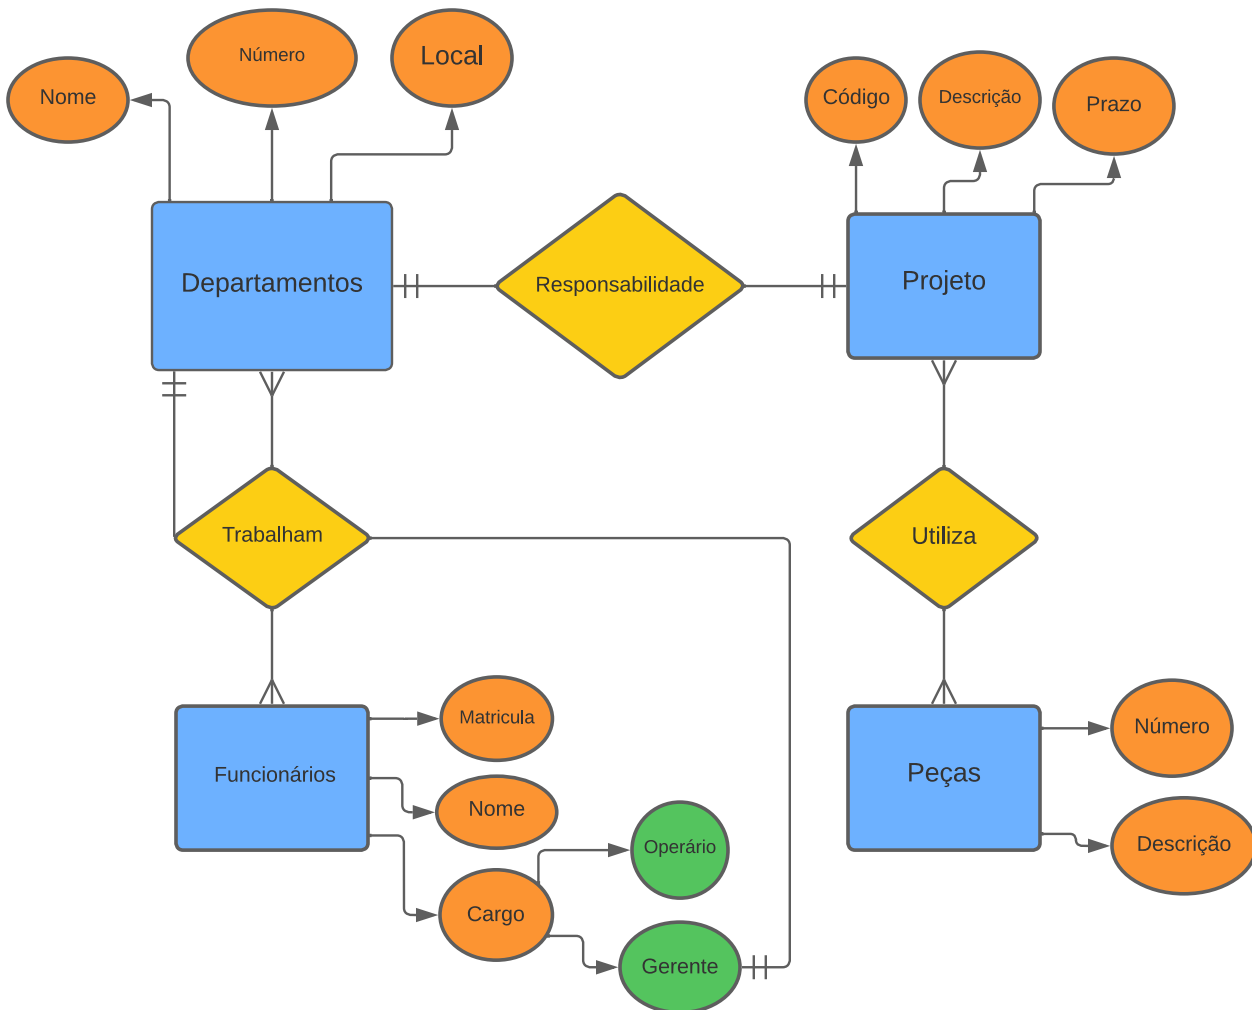 Nome
Número
Local
Código
Descrição
Prazo
Departamentos
Responsabilidade
Projeto
Trabalham
Utiliza
Funcionários
Matricula
Nome
Cargo
Operário
Gerente
Peças
Número
Descrição